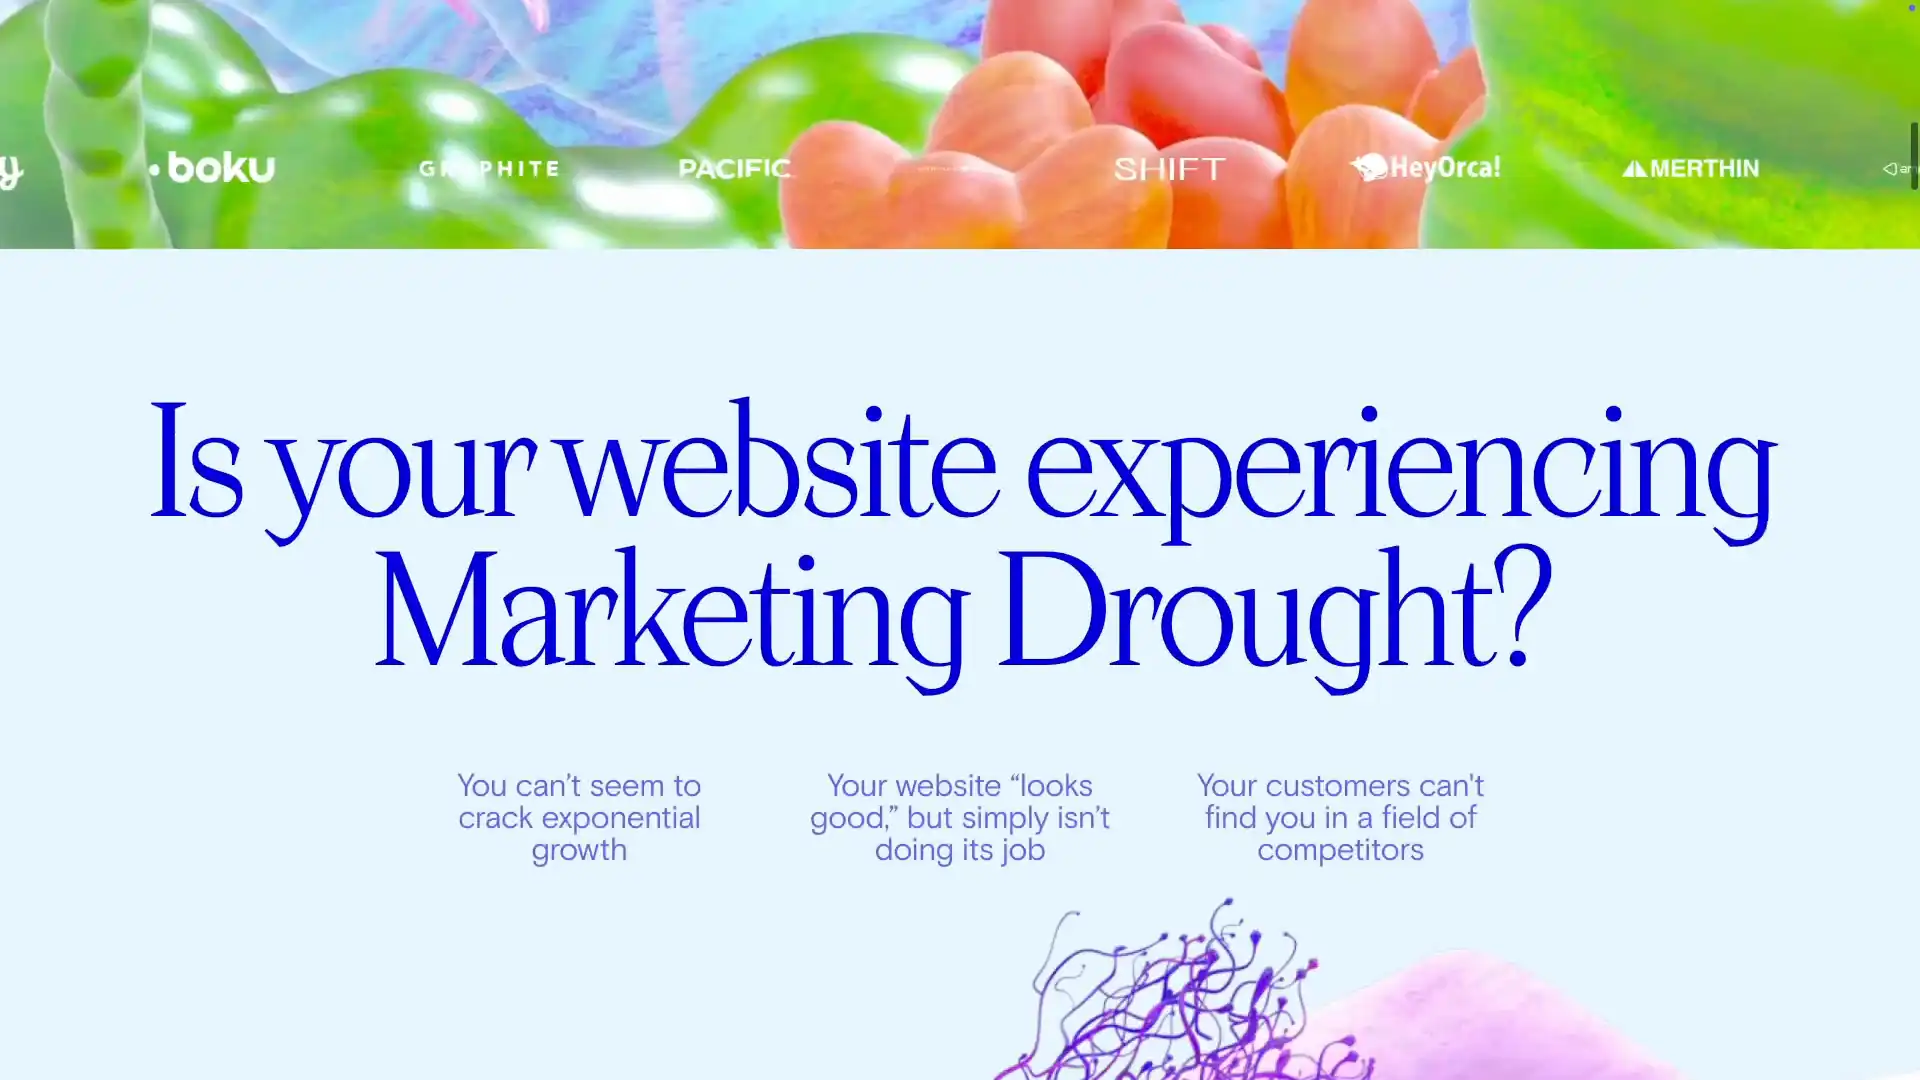 boku
GRAPHITE
PACIFIC
SHIFT
HeyOrca!
MERTHIN
Is your website experiencing
Marketing Drought?
You can’t seem to
crack exponential
growth
Your website “looks
good,” but simply isn’t
doing its job
Your customers can't
find you in a field of
competitors